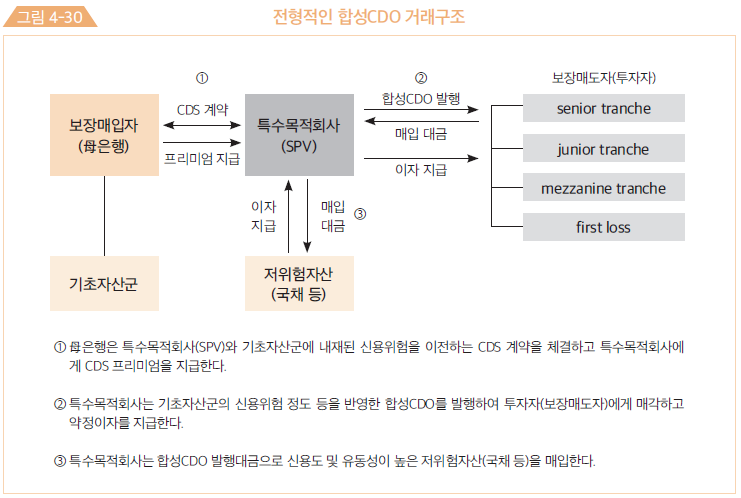 그림 4-30
전형적인 합성CDO 거래구조
①
②
보장매도자(투자자)
보장매입자
(母은행)
CDS 계약
프리미엄 지급
특수목적회사
(SPV)
합성CDO 발행
매입 대금
이자 지급
senior tranche
junior tranche
mezzanine tranche
first loss
이자
지급
매입
대금
③
기초자산군
저위험자산
(국채 등)
① 母은행은 특수목적회사(SPV)와 기초자산군에 내재된 신용위험을 이전하는 CDS 계약을 체결하고 특수목적회사에
게 CDS 프리미엄을 지급한다.
② 특수목적회사는 기초자산군의 신용위험 정도 등을 반영한 합성CDO를 발행하여 투자자(보장매도자)에게 매각하고
약정이자를 지급한다.
③ 특수목적회사는 합성CDO 발행대금으로 신용도 및 유동성이 높은 저위험자산(국채 등)을 매입한다.